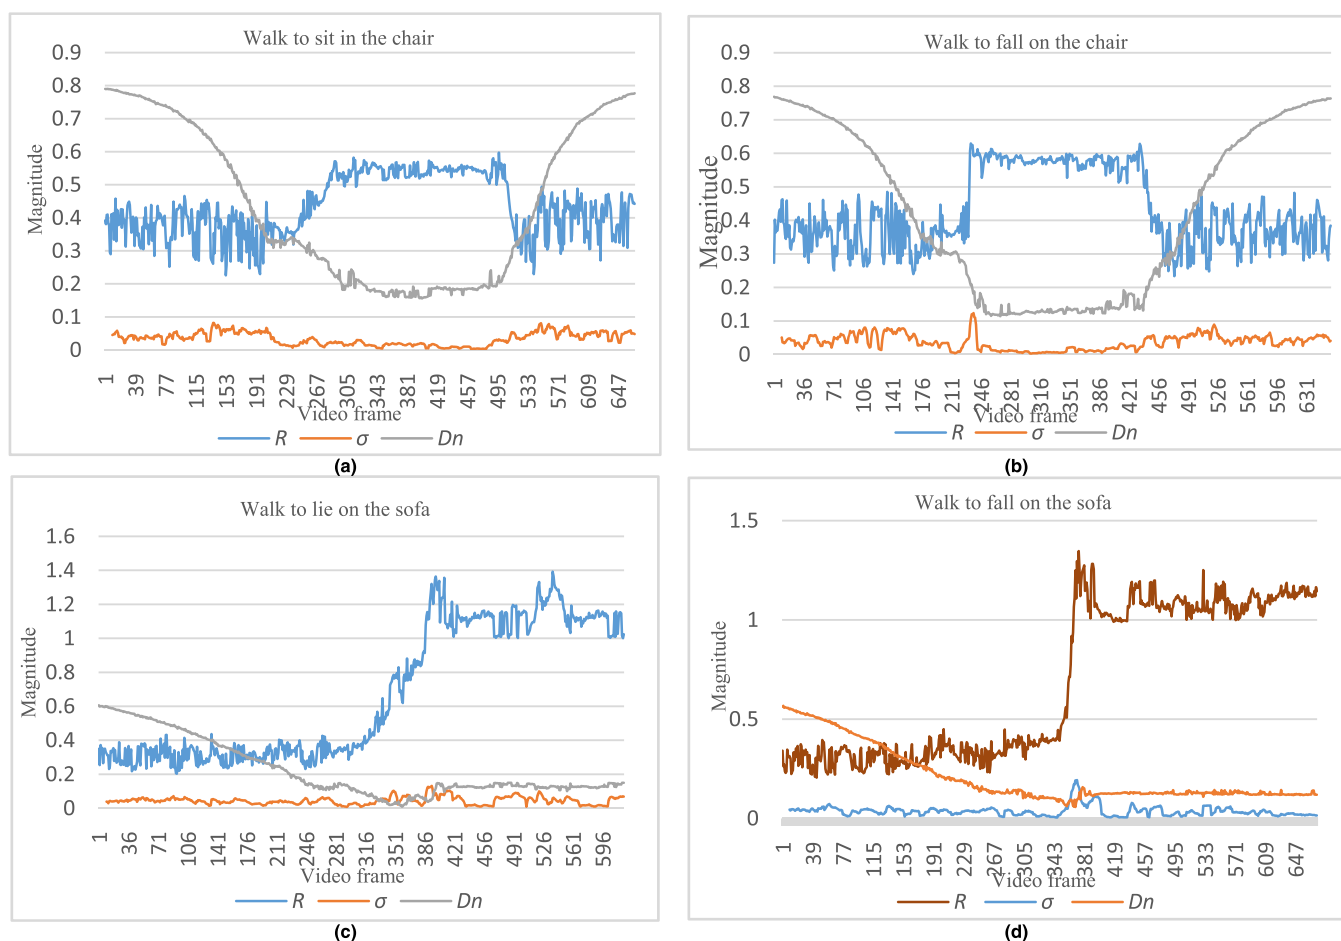 Walk to sit in the chair
0.9
0.8
0.7
0.6
0.5
0.4
0.3
0.2
0.1
0
Magnitude
1 39 77 115 153 191 229 267 305 343 381 419 457 495 533 571 609 647
Video frame
R σ Dn
(a)
Walk to fall on the chair
0.9
0.8
0.7
0.6
0.5
0.4
0.3
0.2
0.1
0
Magnitude
1 36 71 106 141 176 211 246 281 316 351 386 421 456 491 526 561 596 631
Video frame
R σ Dn
(b)
Walk to lie on the sofa
1.6
1.4
1.2
1
0.8
0.6
0.4
0.2
0
Magnitude
1 36 71 106 141 176 211 246 281 316 351 386 421 456 491 526 561 596
Video frame
R σ Dn
(c)
Walk to fall on the sofa
1.5
1
0.5
0
Magnitude
1 39 77 115 153 191 229 267 305 343 381 419 457 495 533 571 609 647
Video frame
R σ Dn
(d)